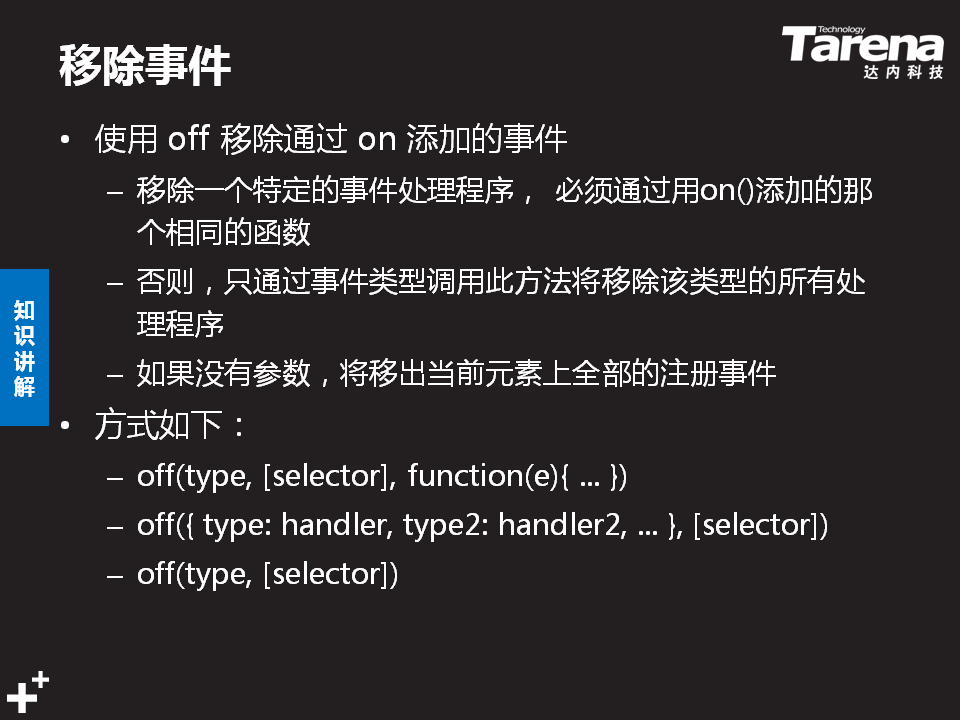 移除事件
Technology
Tarena
达内科技
• 使用 off 移除通过 on 添加的事件
– 移除一个特定的事件处理程序， 必须通过用on()添加的那
个相同的函数
– 否则，只通过事件类型调用此方法将移除该类型的所有处
理程序
– 如果没有参数，将移出当前元素上全部的注册事件
知
识
讲
解
• 方式如下：
– off(type, [selector], function(e){ ... })
– off({ type: handler, type2: handler2, ... }, [selector])
– off(type, [selector])